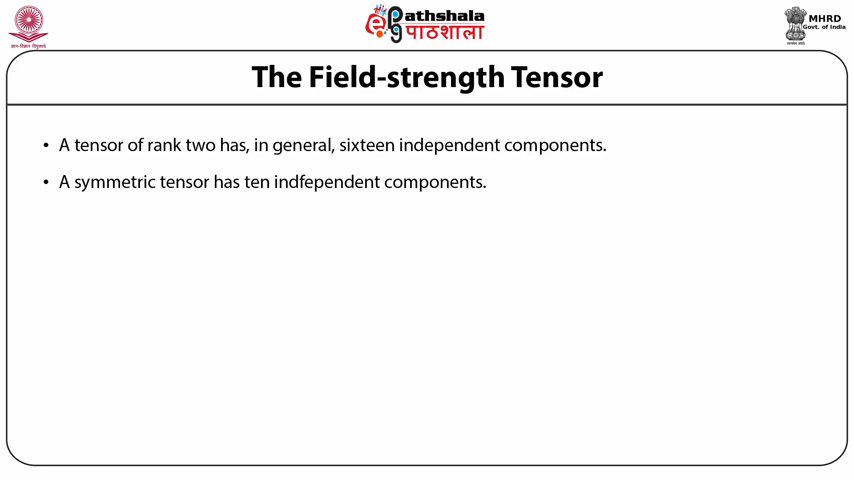 ePathshala
पाठशाला
MHRD
Govt. of India
The Field-strength Tensor
• A tensor of rank two has, in general, sixteen independent components.
• A symmetric tensor has ten indfependent components.